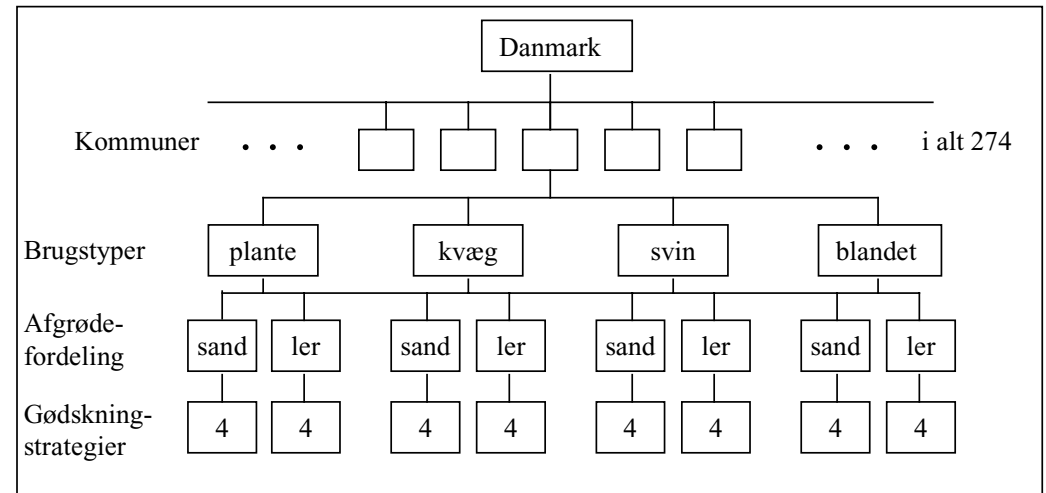 Danmark
Kommuner . . . . . . i alt 274
Brugstyper plante kvæg svin blandet
Afgrøde-
fordeling sand ler sand ler sand ler sand ler
Gødskning-
strategier 4 4 4 4 4 4 4 4